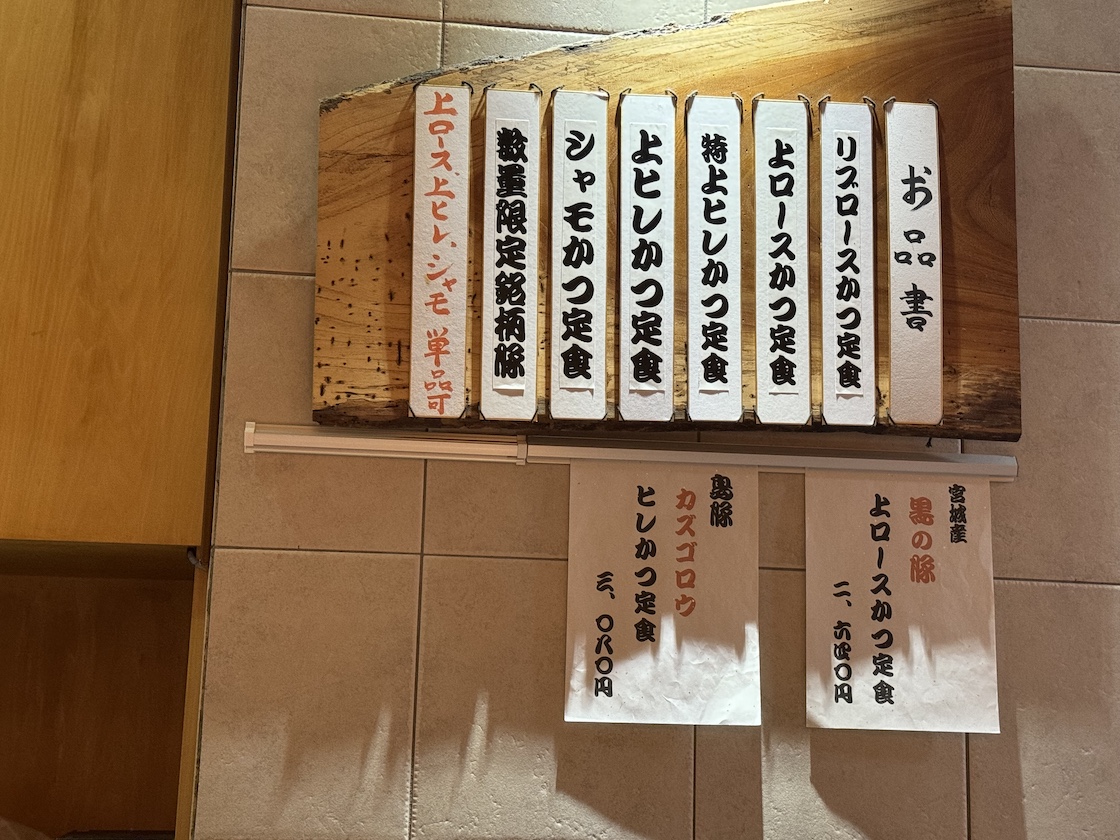 お品書
リブロースかつ定食
上ロースかつ定食
特上ヒレかつ定食
上ヒレかつ定食
シャモかつ定食
数量限定銘柄豚
上ロース上ヒレ、シャモ 単品可
宮城産
黒の豚
上ロースかつ定食
二、六四〇円
島豚
カズゴロウ
ヒレかつ定食
三、〇八〇円